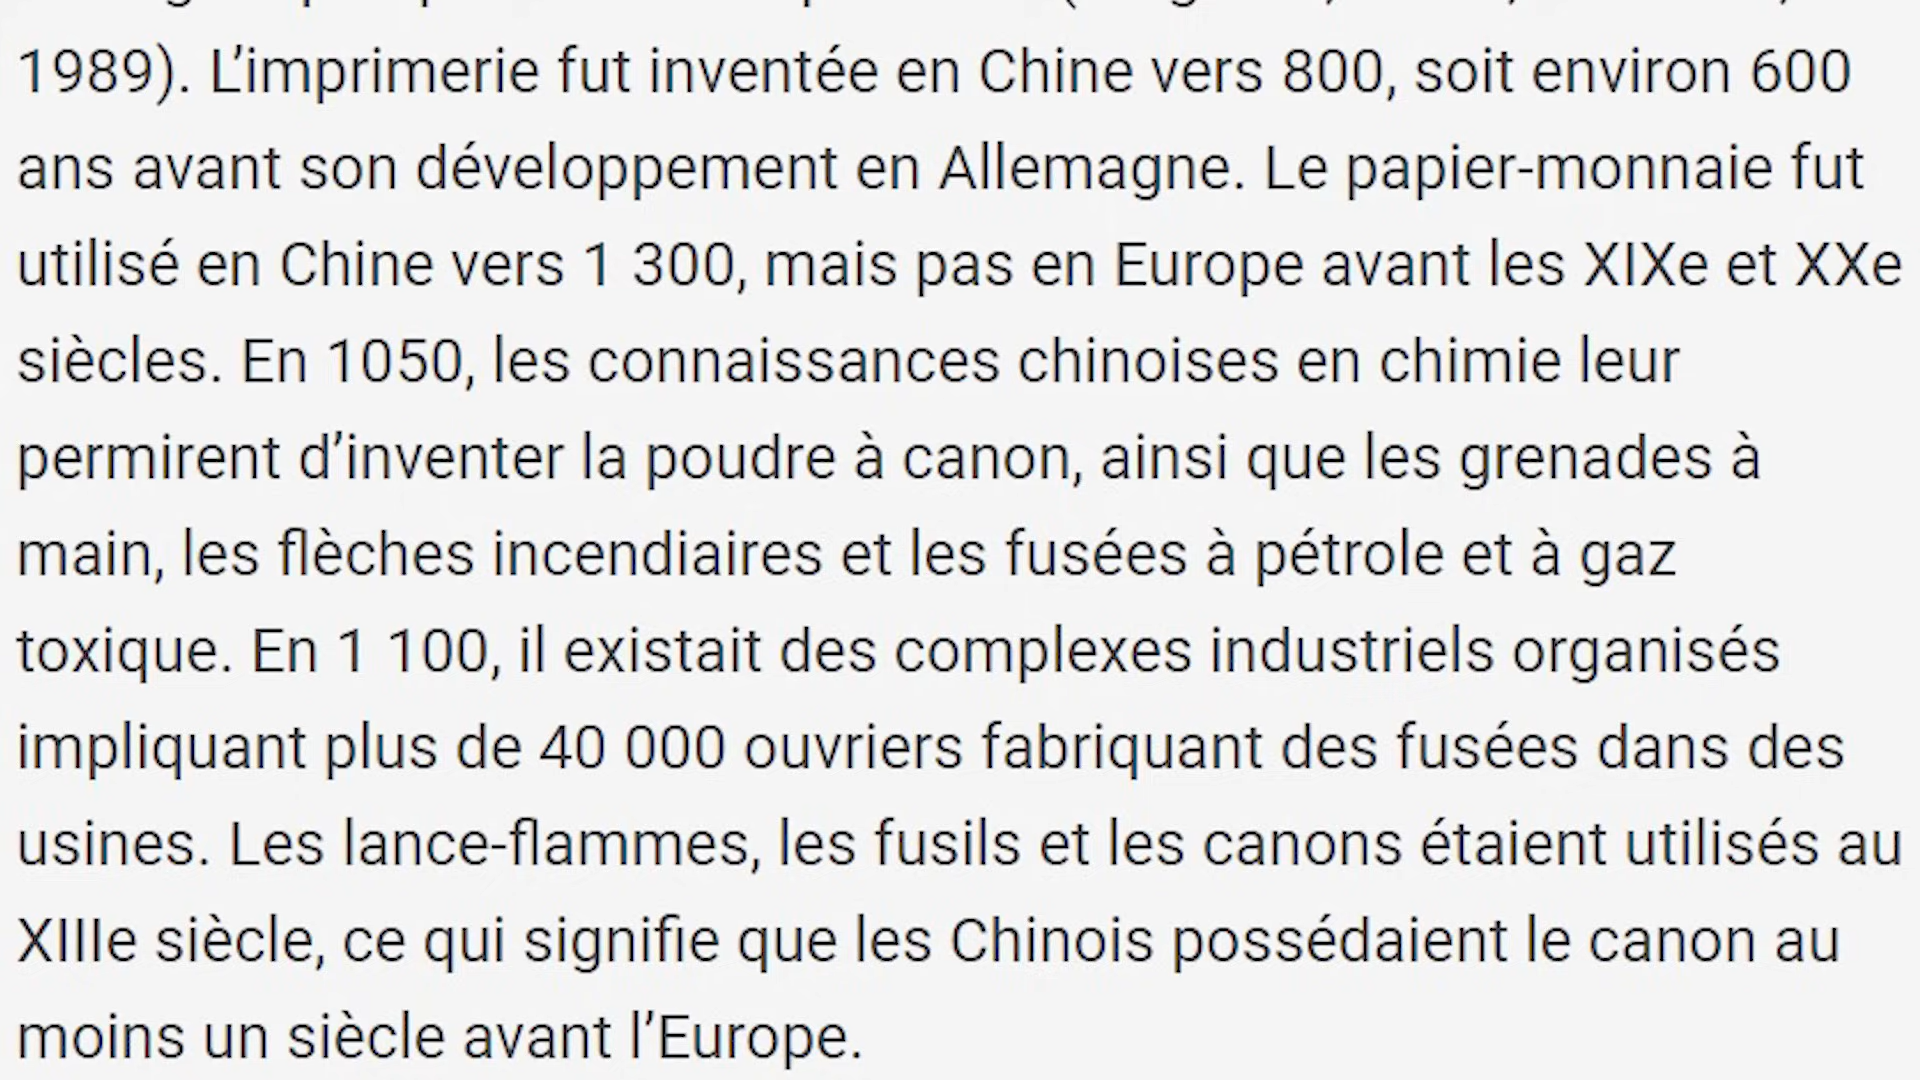 1989). L’imprimerie fut inventée en Chine vers 800, soit environ 600
ans avant son développement en Allemagne. Le papier-monnaie fut
utilisé en Chine vers 1 300, mais pas en Europe avant les XIXe et XXe
siècles. En 1050, les connaissances chinoises en chimie leur
permirent d’inventer la poudre à canon, ainsi que les grenades à
main, les flèches incendiaires et les fusées à pétrole et à gaz
toxique. En 1 100, il existait des complexes industriels organisés
impliquant plus de 40 000 ouvriers fabriquant des fusées dans des
usines. Les lance-flammes, les fusils et les canons étaient utilisés au
XIIIe siècle, ce qui signifie que les Chinois possédaient le canon au
moins un siècle avant l’Europe.